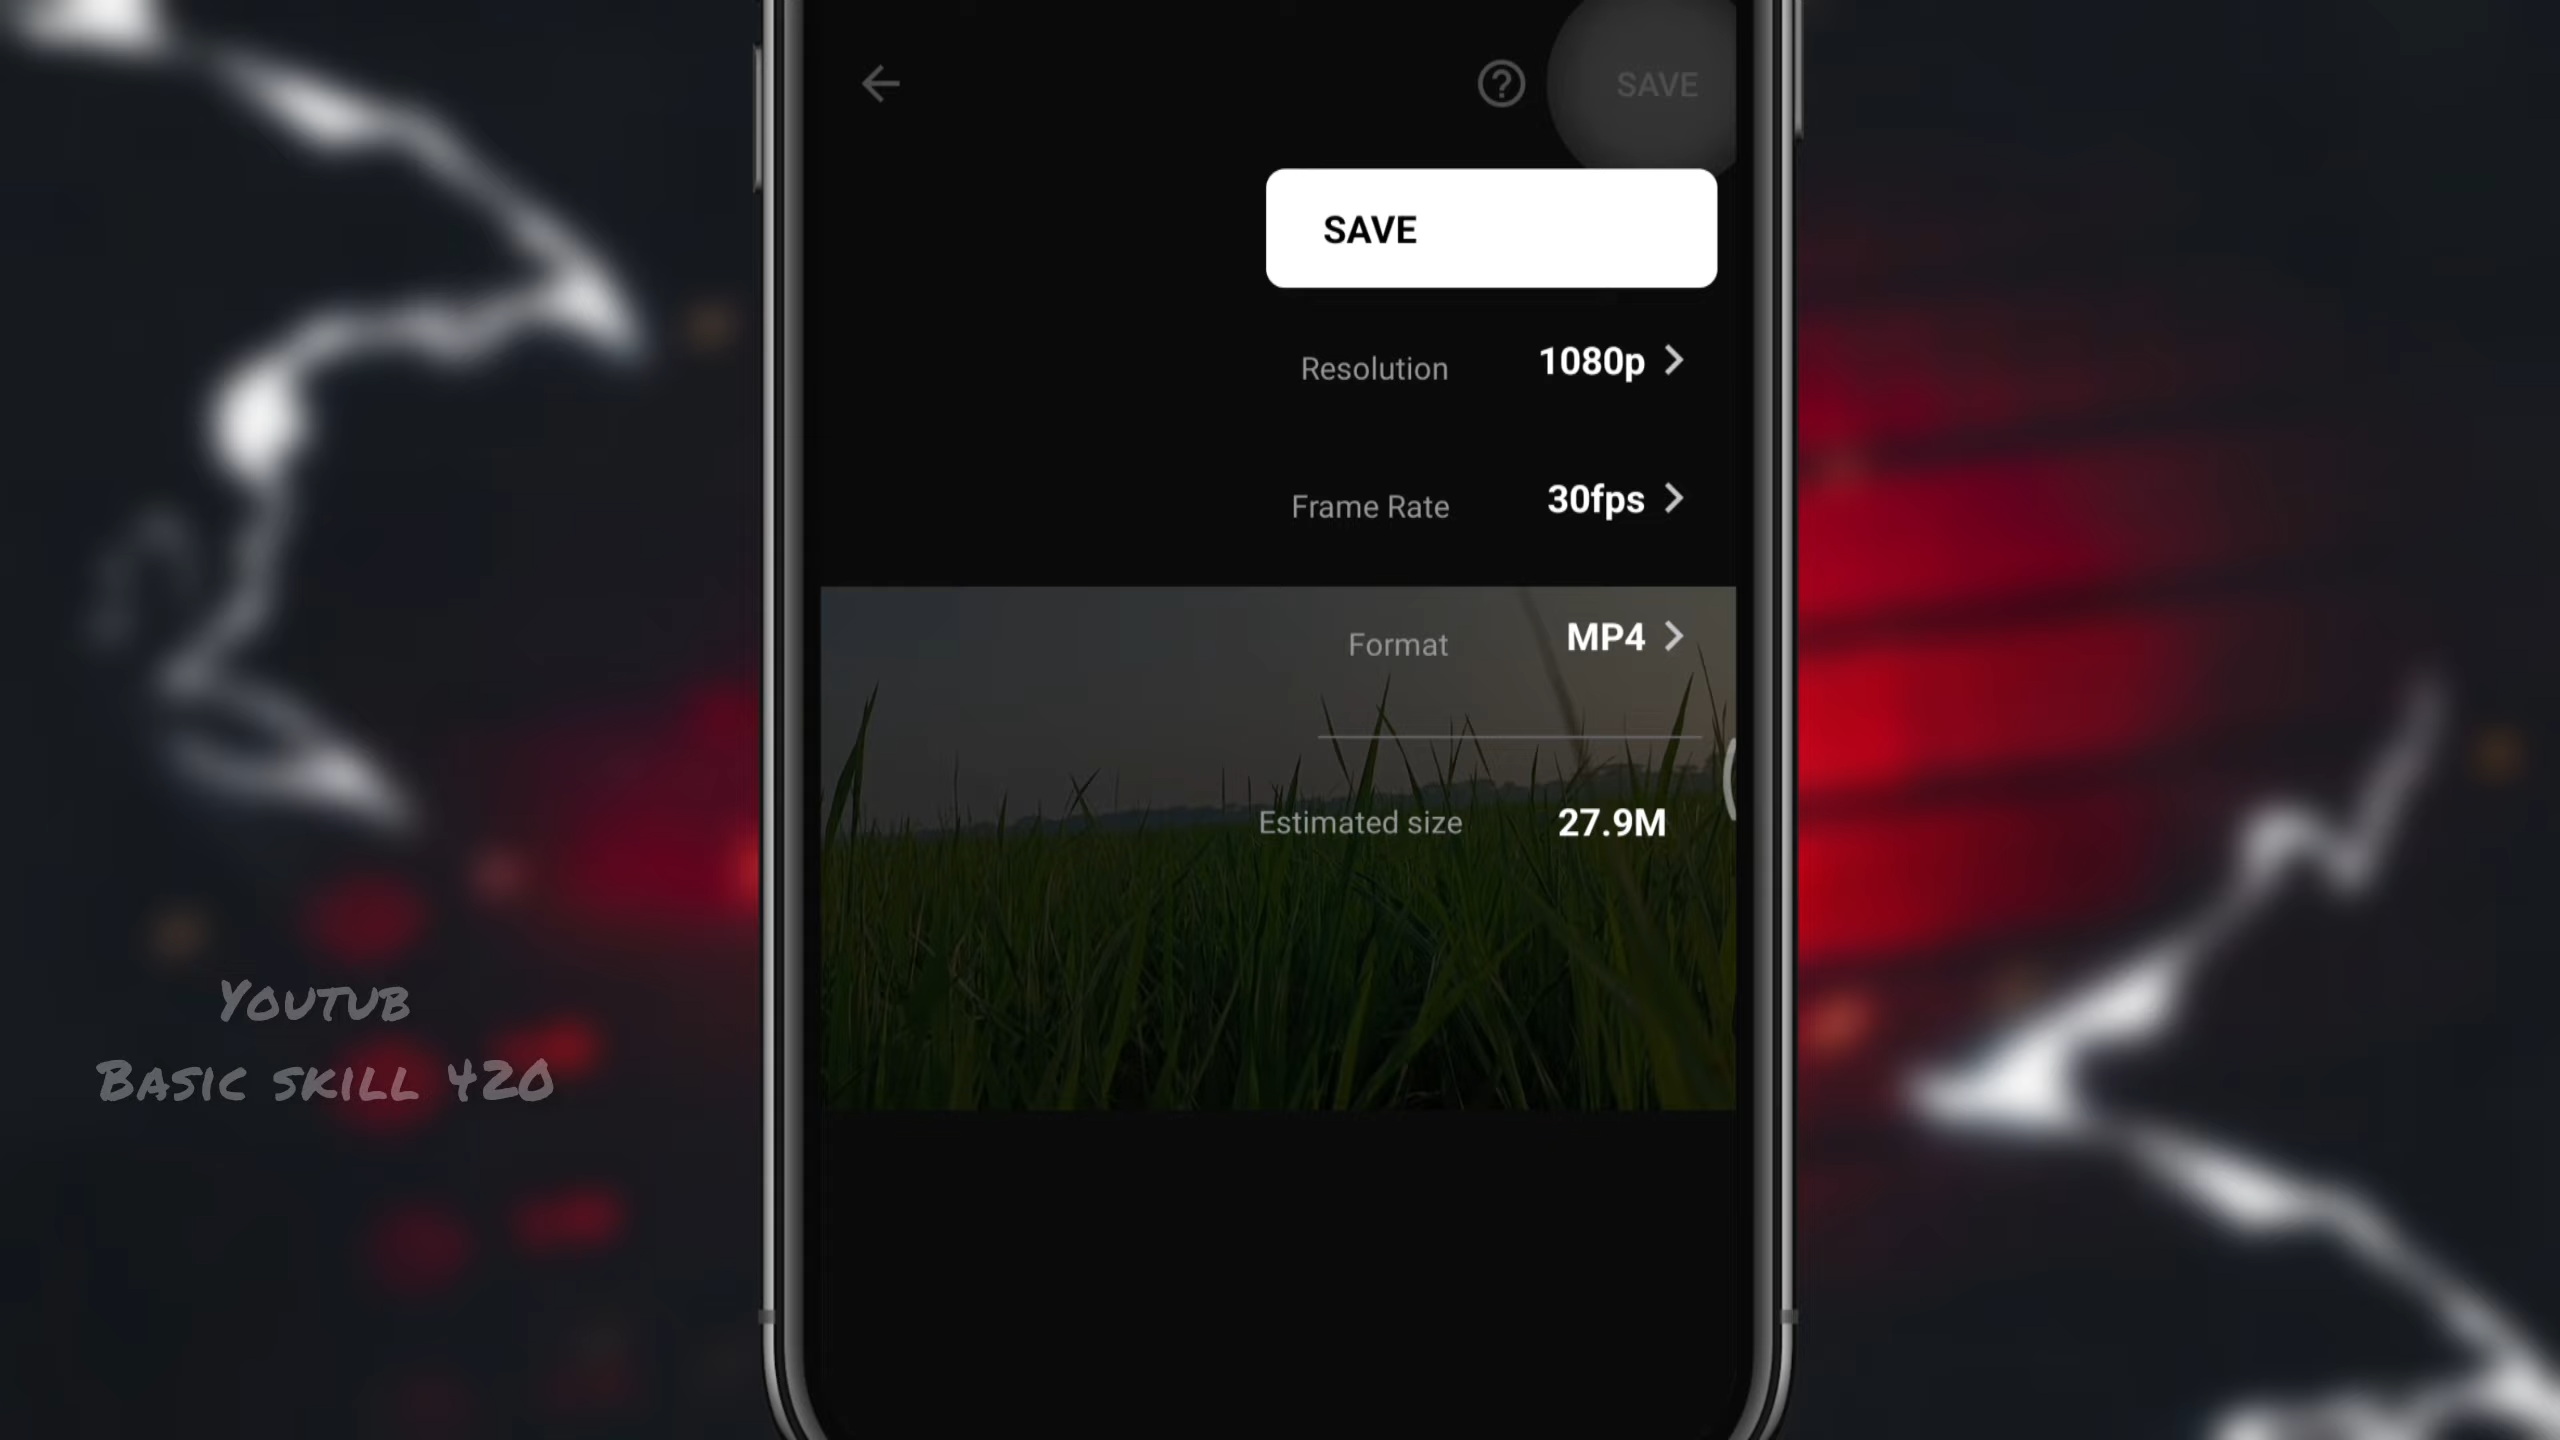 SAVE
SAVE
Resolution 1080p
Frame Rate 30fps
Format MP4
Estimated size 27.9M
Youtub
Basic skill 420